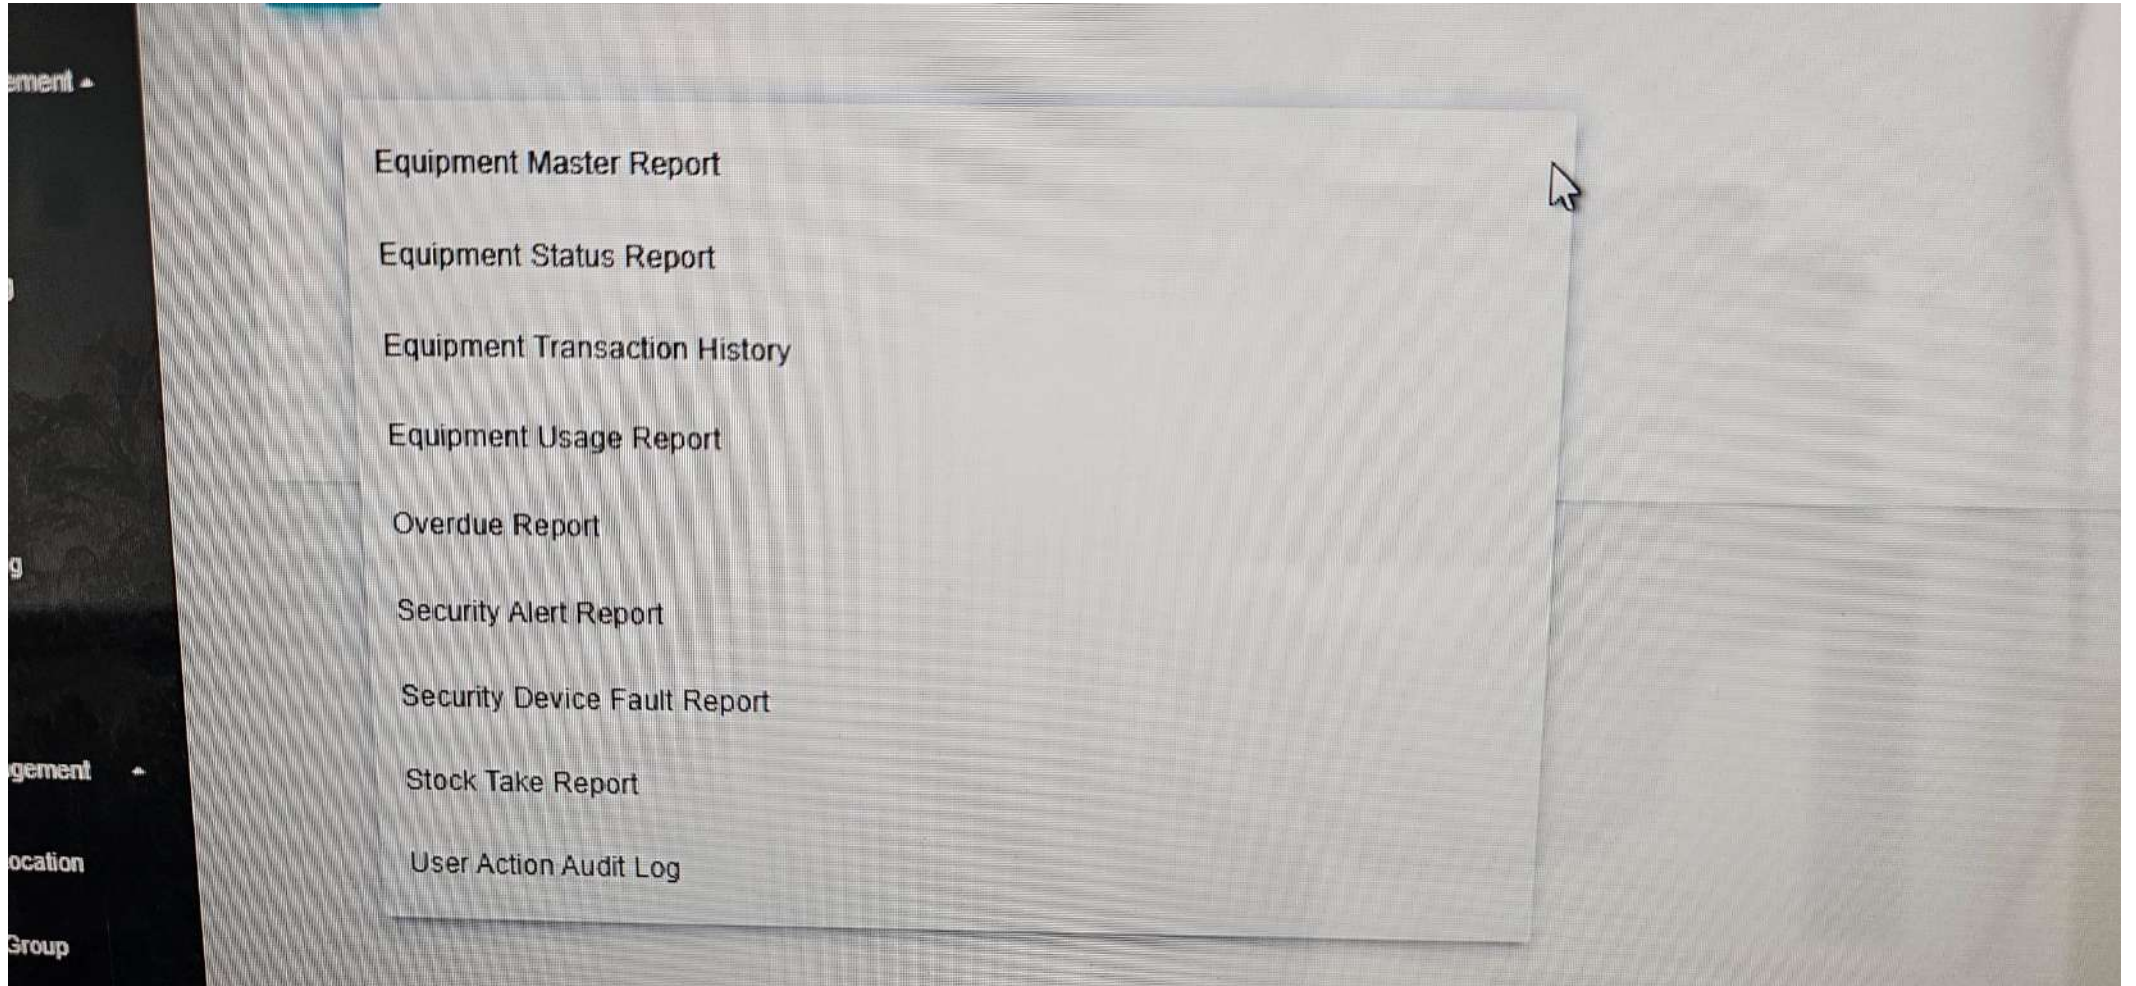 Equipment Master Report
Equipment Status Report
Equipment Transaction History
Equipment Usage Report
Overdue Report
Security Alert Report
Security Device Fault Report
Stock Take Report
User Action Audit Log
ement
g
gement
ocation
Group